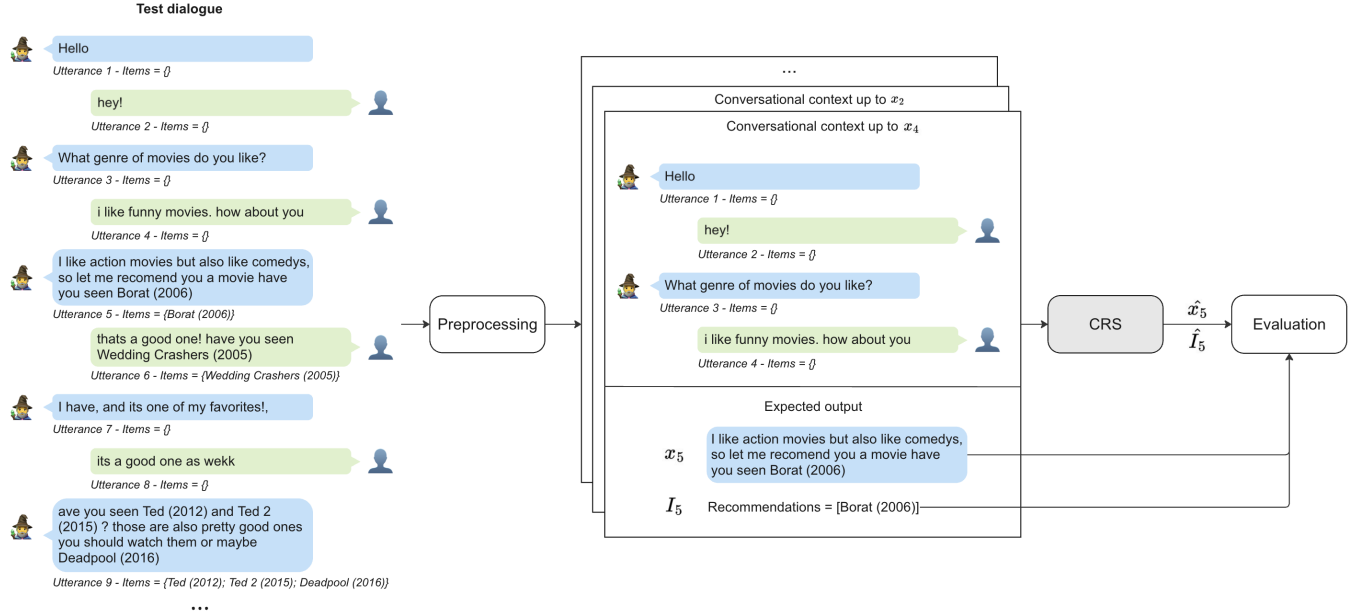 Test dialogue
Hello
Utterance 1 - Items = {}
hey!
Utterance 2 - Items = {}
What genre of movies do you like?
Utterance 3 - Items = {}
i like funny movies. how about you
Utterance 4 - Items = {}
I like action movies but also like comedys,
so let me recomend you a movie have
you seen Borat (2006)
Utterance 5 - Items = {Borat (2006)}
thats a good one! have you seen
Wedding Crashers (2005)
Utterance 6 - Items = {Wedding Crashers (2005)}
I have, and its one of my favorites!,
Utterance 7 - Items = {}
its a good one as wekk
Utterance 8 - Items = {}
ave you seen Ted (2012) and Ted 2
(2015) ? those are also pretty good ones
you should watch them or maybe
Deadpool (2016)
Utterance 9 - Items = {Ted (2012); Ted 2 (2015); Deadpool (2016)}
...
Preprocessing
...
Conversational context up to x₂
Conversational context up to x₄
Hello
Utterance 1 - Items = {}
hey!
Utterance 2 - Items = {}
What genre of movies do you like?
Utterance 3 - Items = {}
i like funny movies. how about you
Utterance 4 - Items = {}
Expected output
x₅
I like action movies but also like comedys,
so let me recomend you a movie have
you seen Borat (2006)
I₅ Recommendations = [Borat (2006)]
CRS
x̂₅
Î₅
Evaluation